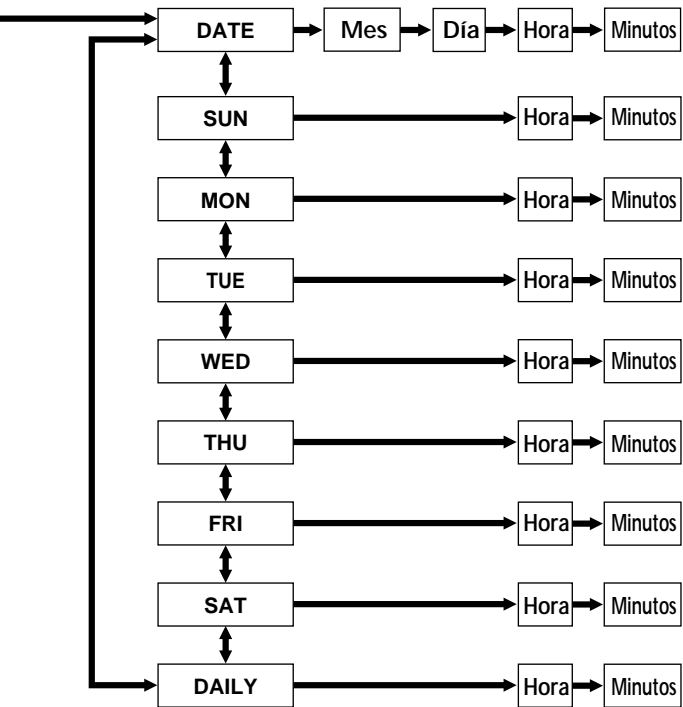 DATE Mes Día Hora Minutos
SUN Hora Minutos
MON Hora Minutos
TUE Hora Minutos
WED Hora Minutos
THU Hora Minutos
FRI Hora Minutos
SAT Hora Minutos
DAILY Hora Minutos